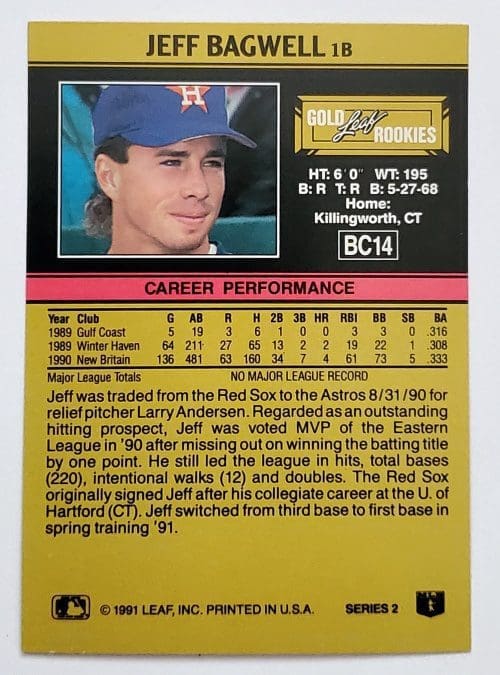 JEFF BAGWELL 1B
H
GOLD Leaf ROOKIES
HT: 6'0" WT: 195
B: R T: R B: 5-27-68
Home:
Killingworth, CT
BC14
CAREER PERFORMANCE
Year Club G AB R H 2B 3B HR RBI BB SB BA
1989 Gulf Coast 5 19 3 6 1 0 0 3 3 0 .316
1989 Winter Haven 64 211 27 65 13 2 2 19 22 1 .308
1990 New Britain 136 481 63 160 34 7 4 61 73 5 .333
Major League Totals NO MAJOR LEAGUE RECORD
Jeff was traded from the Red Sox to the Astros 8/31/90 for
relief pitcher Larry Andersen. Regarded as an outstanding
hitting prospect, Jeff was voted MVP of the Eastern
League in '90 after missing out on winning the batting title
by one point. He still led the league in hits, total bases
(220), intentional walks (12) and doubles. The Red Sox
originally signed Jeff after his collegiate career at the U. of
Hartford (CT). Jeff switched from third base to first base in
spring training '91.
© 1991 LEAF, INC. PRINTED IN U.S.A. SERIES 2